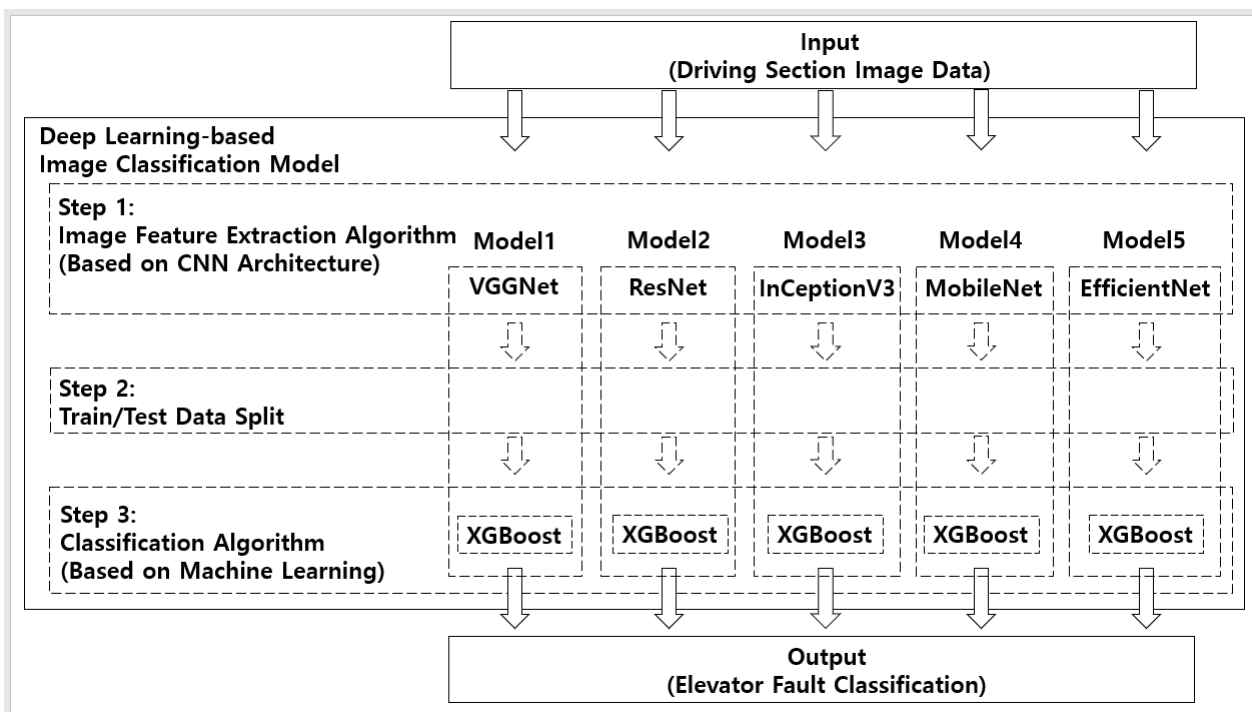 Input
(Driving Section Image Data)
Deep Learning-based
Image Classification Model
Step 1:
Image Feature Extraction Algorithm
(Based on CNN Architecture)
Model1 Model2 Model3 Model4 Model5
VGGNet ResNet InCeptionV3 MobileNet EfficientNet
Step 2:
Train/Test Data Split
Step 3:
Classification Algorithm
(Based on Machine Learning)
XGBoost XGBoost XGBoost XGBoost XGBoost
Output
(Elevator Fault Classification)